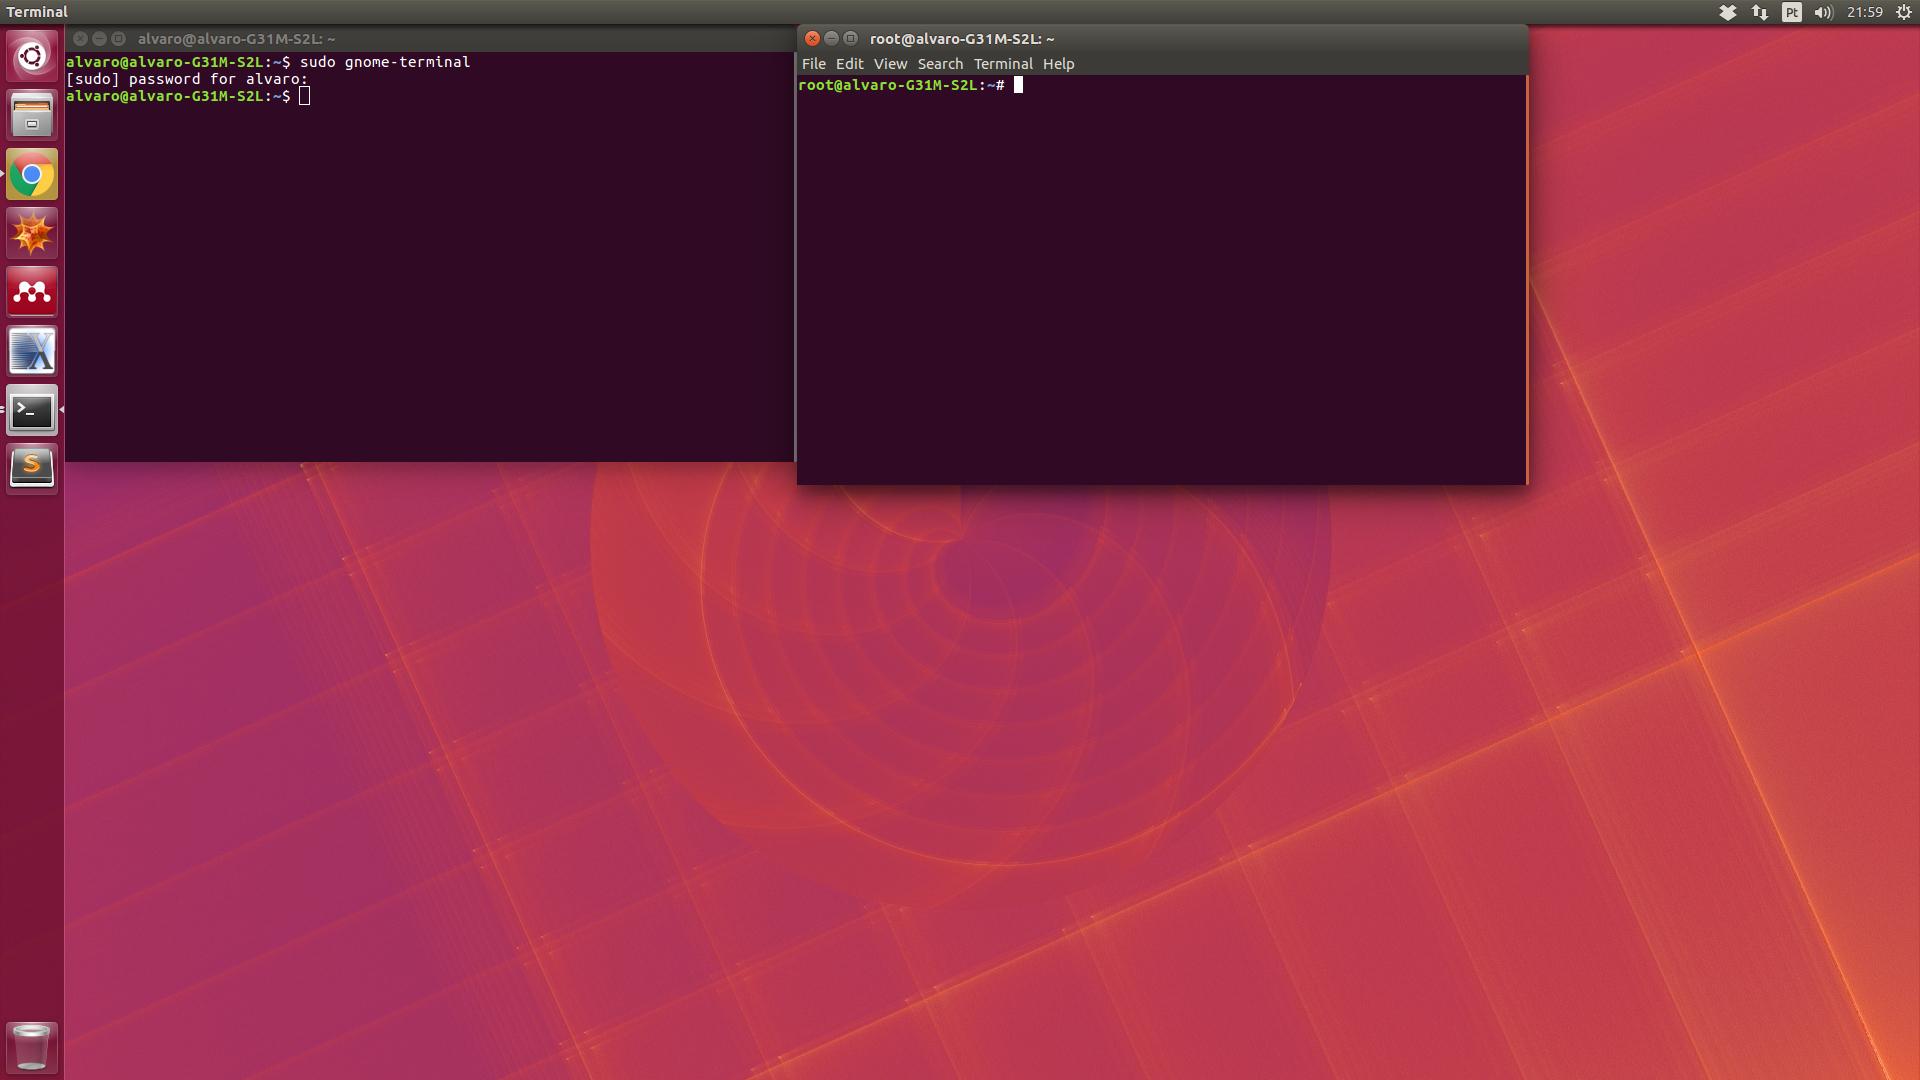 Terminal
Pt
21:59
alvaro@alvaro-G31M-S2L: ~
alvaro@alvaro-G31M-S2L:~$ sudo gnome-terminal
[sudo] password for alvaro:
alvaro@alvaro-G31M-S2L:~$
root@alvaro-G31M-S2L: ~
File Edit View Search Terminal Help
root@alvaro-G31M-S2L:~#